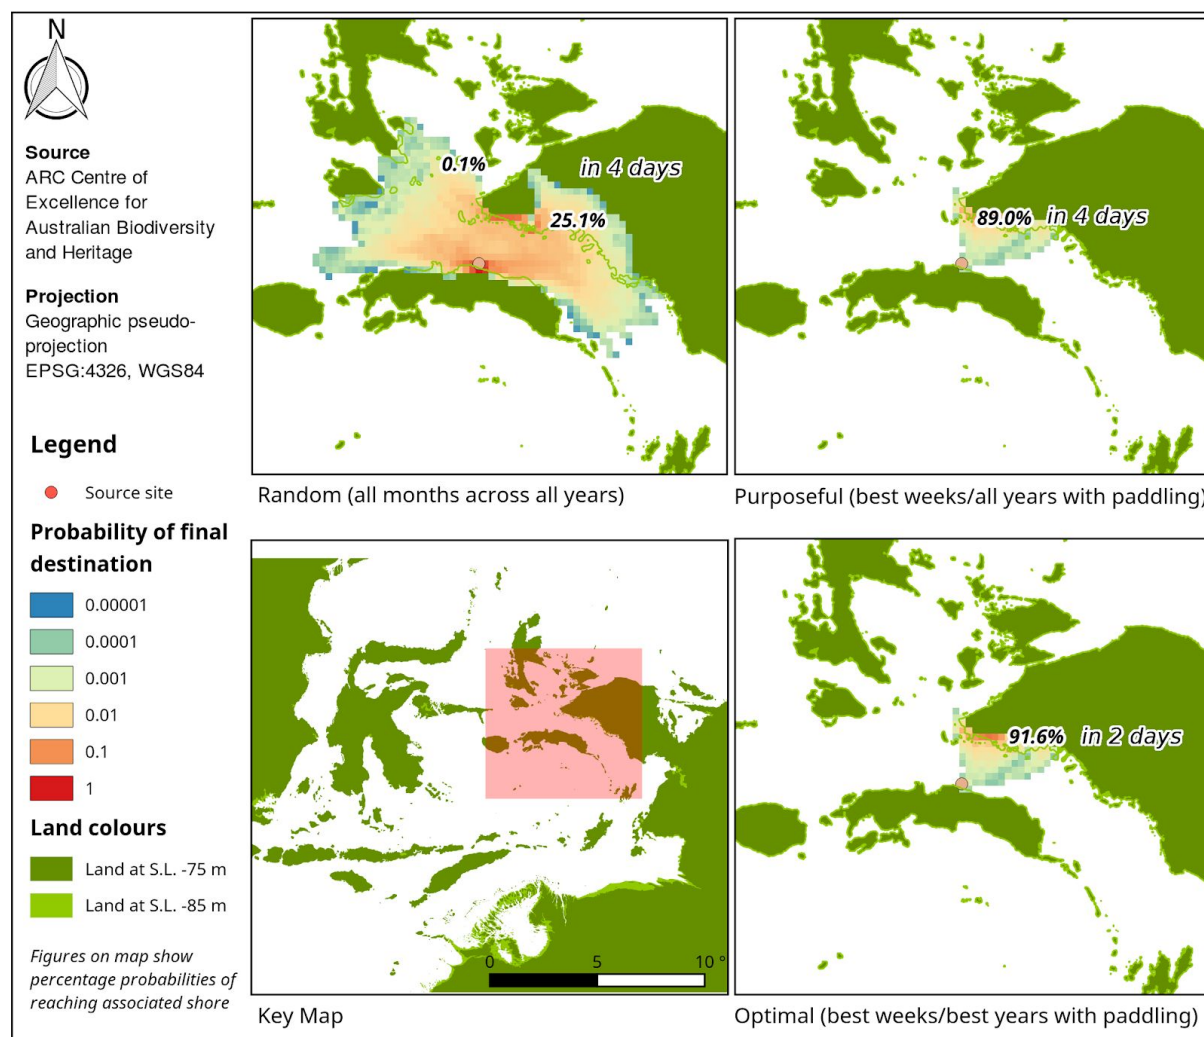 N
Source
ARC Centre of
Excellence for
Australian Biodiversity
and Heritage
Projection
Geographic pseudo-
projection
EPSG:4326, WGS84
Legend
Source site
Probability of final
destination
0.00001
0.0001
0.001
0.01
0.1
1
Land colours
Land at S.L. -75 m
Land at S.L. -85 m
Figures on map show
percentage probabilities of
reaching associated shore
0.1%
in 4 days
25.1%
Random (all months across all years)
89.0% in 4 days
Purposeful (best weeks/all years with paddling)
0 5 10 °
Key Map
91.6% in 2 days
Optimal (best weeks/best years with paddling)